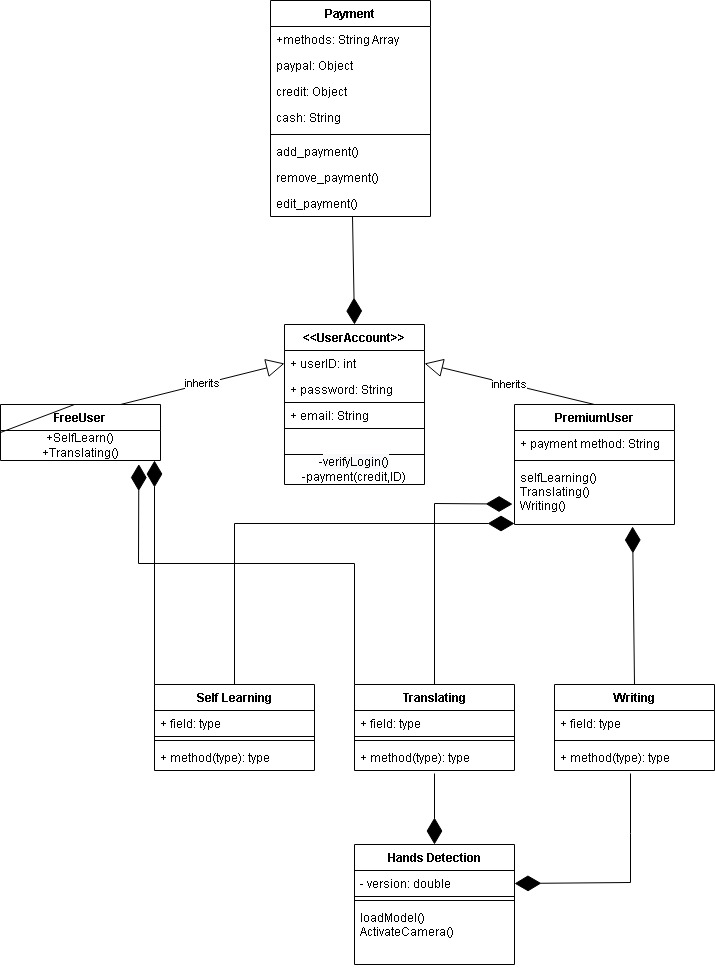 Payment
+methods: String Array
paypal: Object
credit: Object
cash: String
add_payment()
remove_payment()
edit_payment()
<<UserAccount>>
+ userID: int
+ password: String
+ email: String
-verifyLogin()
-payment(credit,ID)
inherits
inherits
FreeUser
+SelfLearn()
+Translating()
PremiumUser
+ payment method: String
selfLearning()
Translating()
Writing()
Self Learning
+ field: type
+ method(type): type
Translating
+ field: type
+ method(type): type
Writing
+ field: type
+ method(type): type
Hands Detection
- version: double
loadModel()
ActivateCamera()